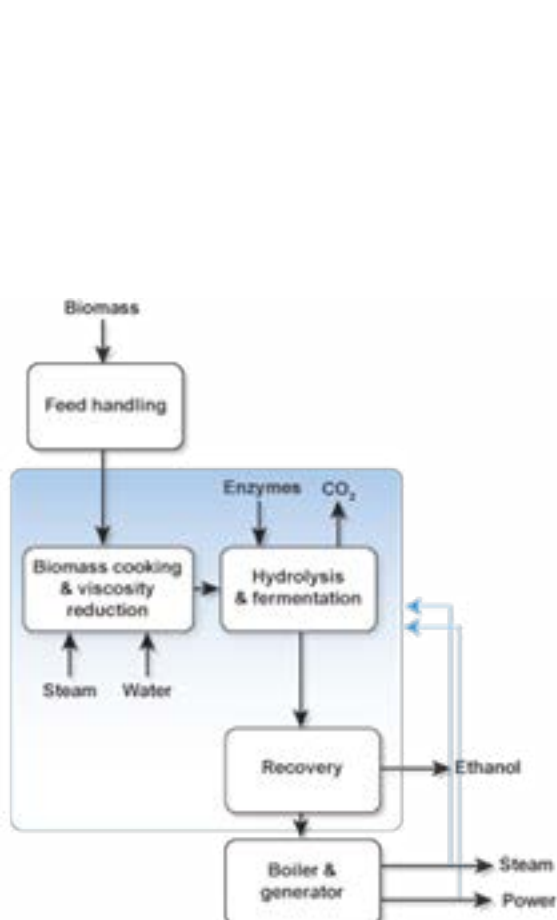 Biomass
Feed handling
Enzymes
CO₂
Biomass cooking
& viscosity
reduction
Hydrolysis
& fermentation
Steam
Water
Recovery
Ethanol
Boiler &
generator
Steam
Power